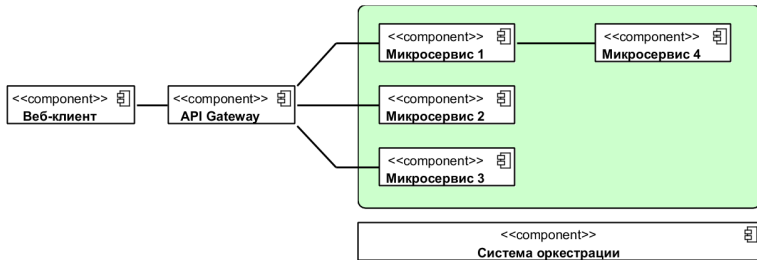 <<component>>
Микросервис 1
<<component>>
Микросервис 4
<<component>>
Веб-клиент
<<component>>
API Gateway
<<component>>
Микросервис 2
<<component>>
Микросервис 3
<<component>>
Система оркестрации